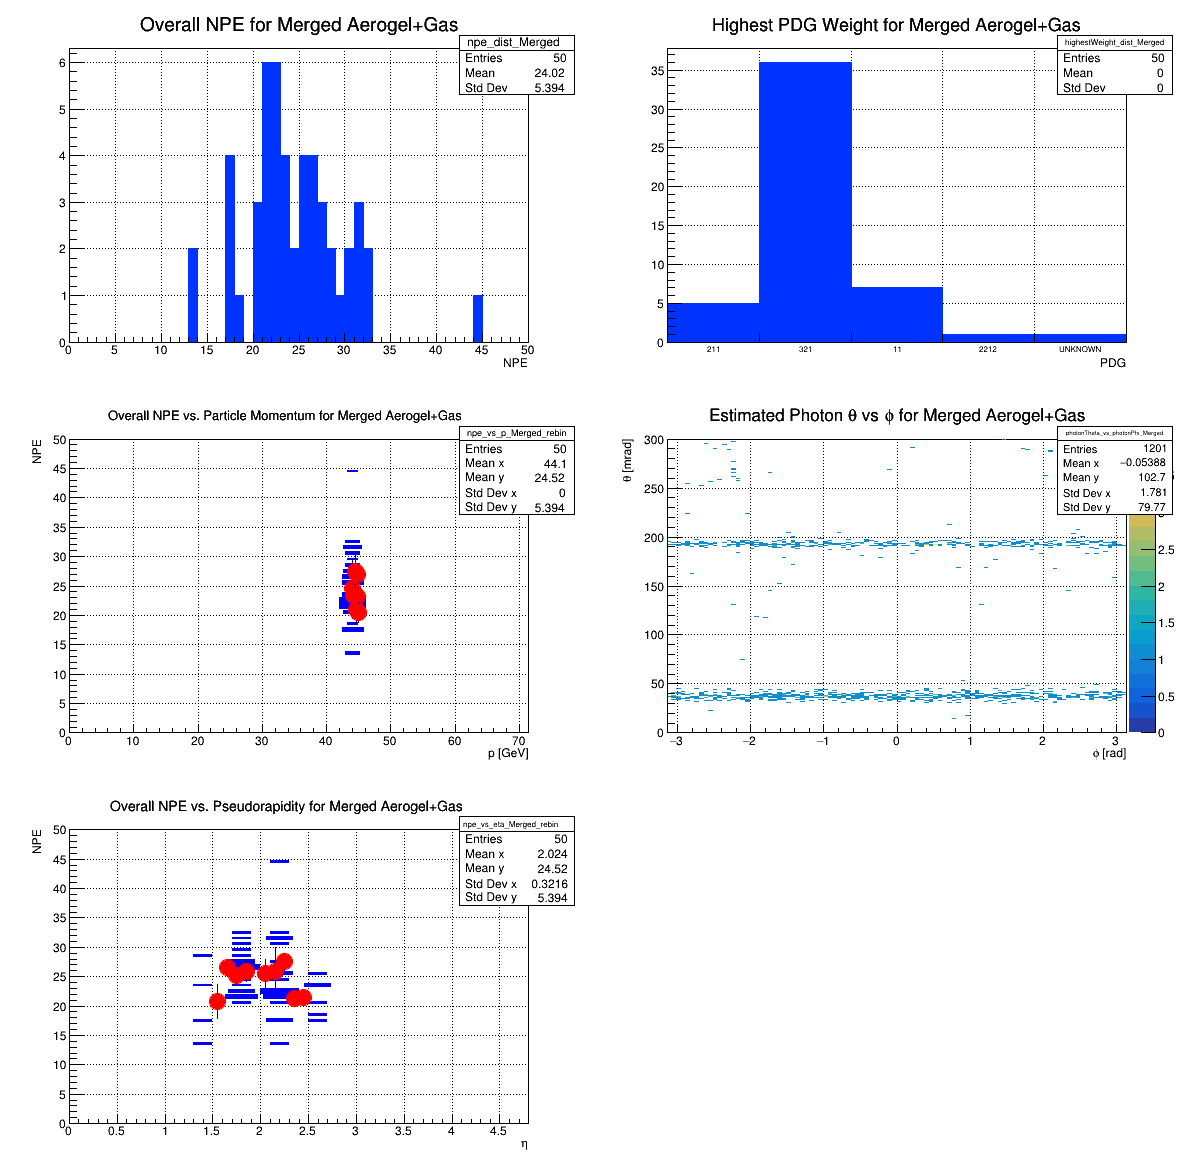 Overall NPE for Merged Aerogel+Gas
npe_dist_Merged
Entries 50
Mean 24.02
Std Dev 5.394
6
5
4
3
2
1
0
0 5 10 15 20 25 30 35 40 45 50
NPE
Highest PDG Weight for Merged Aerogel+Gas
highestWeight_dist_Merged
Entries 50
Mean 0
Std Dev 0
35
30
25
20
15
10
5
0
211 321 11 2212 UNKNOWN
PDG
Overall NPE vs. Particle Momentum for Merged Aerogel+Gas
npe_vs_p_Merged_rebin
Entries 50
Mean x 44.1
Mean y 24.52
Std Dev x 0
Std Dev y 5.394
NPE
50
45
40
35
30
25
20
15
10
5
0
0 10 20 30 40 50 60 70
p [GeV]
Estimated Photon θ vs ϕ for Merged Aerogel+Gas
photonTheta_vs_photonPhi_Merged
Entries 1201
Mean x −0.05388
Mean y 102.7
Std Dev x 1.781
Std Dev y 79.77
θ [mrad]
300
250
200
150
100
50
0
−3 −2 −1 0 1 2 3
ϕ [rad]
2.5
2
1.5
1
0.5
0
Overall NPE vs. Pseudorapidity for Merged Aerogel+Gas
npe_vs_eta_Merged_rebin
Entries 50
Mean x 2.024
Mean y 24.52
Std Dev x 0.3216
Std Dev y 5.394
NPE
50
45
40
35
30
25
20
15
10
5
0
0 0.5 1 1.5 2 2.5 3 3.5 4 4.5
η